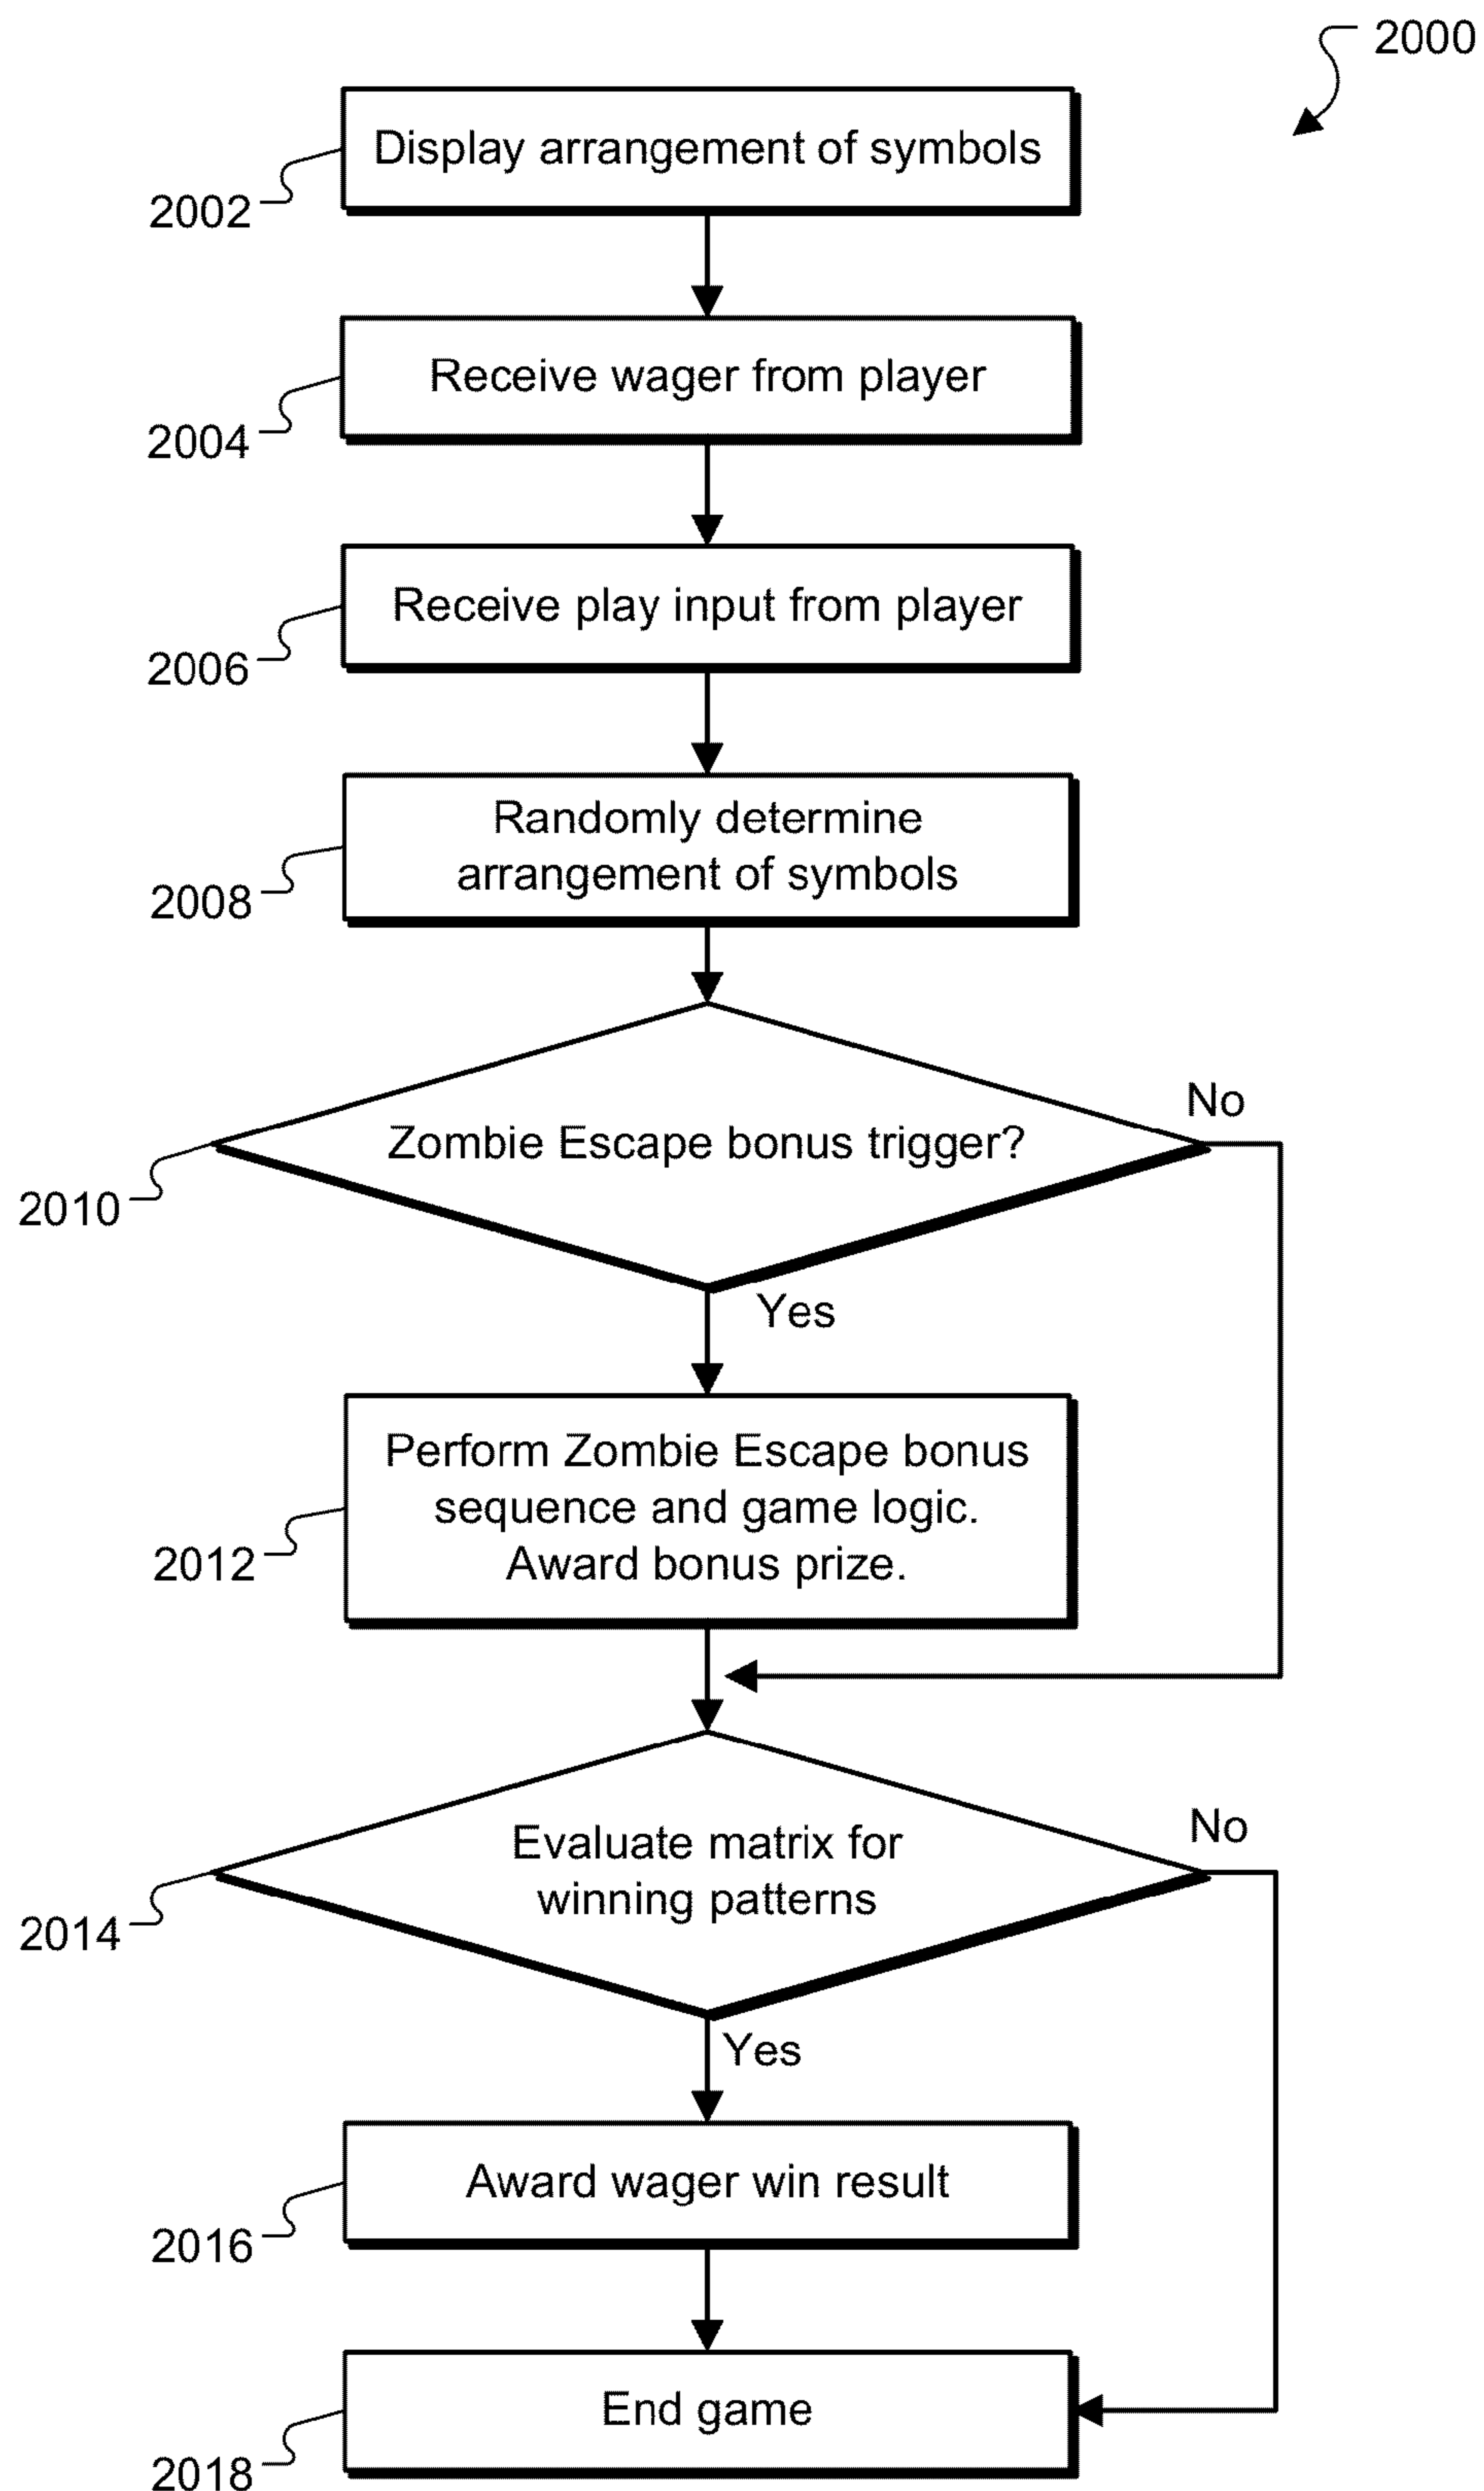 2000
Display arrangement of symbols
2002
Receive wager from player
2004
Receive play input from player
2006
Randomly determine
arrangement of symbols
2008
No
Zombie Escape bonus trigger?
2010
Yes
Perform Zombie Escape bonus
sequence and game logic.
Award bonus prize.
2012
No
Evaluate matrix for
winning patterns
2014
Yes
Award wager win result
2016
End game
2018